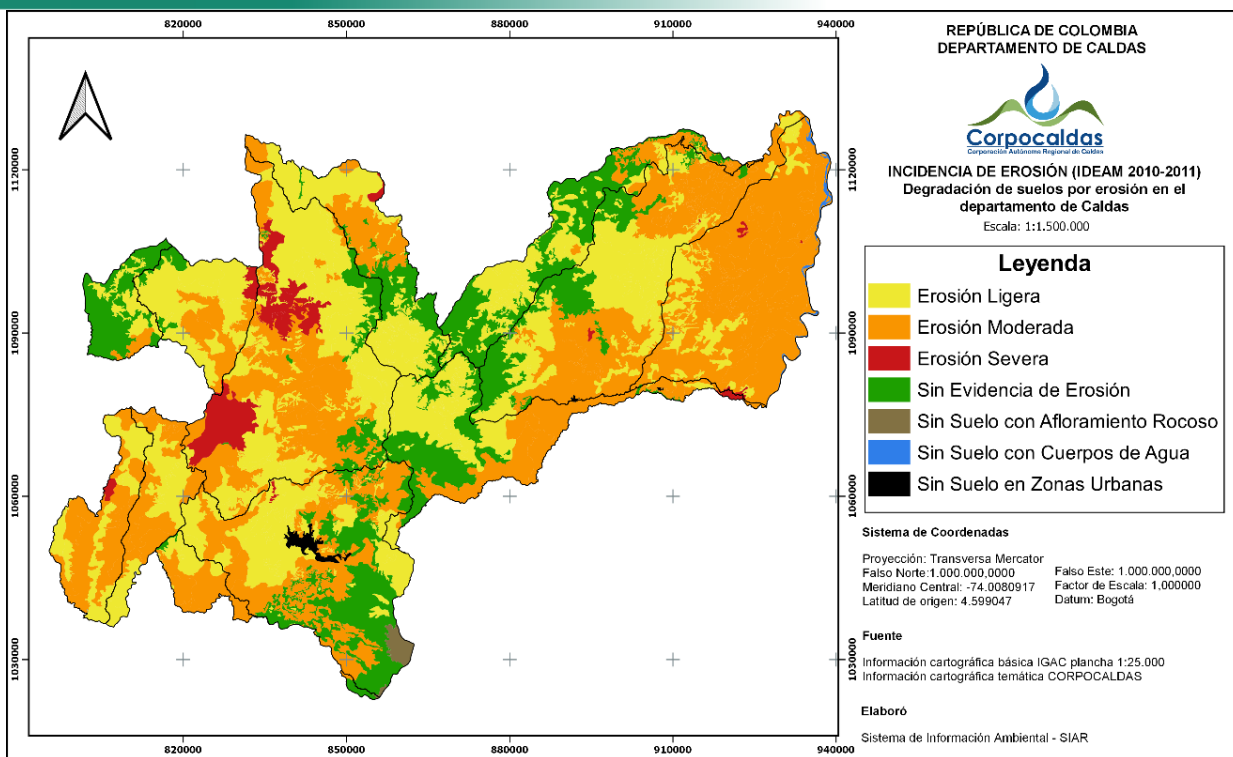 820000 850000 880000 910000 940000
1120000 1120000
1090000 1090000
1060000 1060000
1030000 1030000
820000 850000 880000 910000 940000
REPÚBLICA DE COLOMBIA
DEPARTAMENTO DE CALDAS
Corpocaldas
Corporación Autónoma Regional de Caldas
INCIDENCIA DE EROSIÓN (IDEAM 2010-2011)
Degradación de suelos por erosión en el
departamento de Caldas
Escala: 1:1.500.000
Leyenda
Erosión Ligera
Erosión Moderada
Erosión Severa
Sin Evidencia de Erosión
Sin Suelo con Afloramiento Rocoso
Sin Suelo con Cuerpos de Agua
Sin Suelo en Zonas Urbanas
Sistema de Coordenadas
Proyección: Transversa Mercator
Falso Norte:1.000.000,0000 Falso Este: 1.000.000,0000
Meridiano Central: -74.0080917 Factor de Escala: 1,000000
Latitud de origen: 4.599047 Datum: Bogotá
Fuente
Información cartográfica básica IGAC plancha 1:25.000
Información cartográfica temática CORPOCALDAS
Elaboró
Sistema de Información Ambiental - SIAR